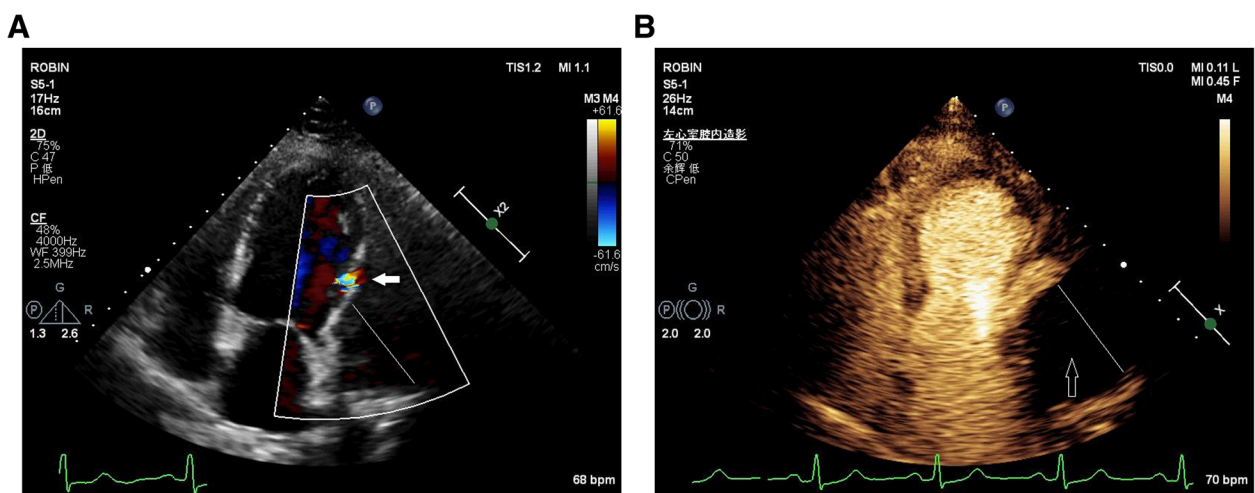 A
ROBIN
S5-1
17Hz
16cm
2D
75%
C 47
P 低
HPen
CF
48%
4000Hz
WF 399Hz
2.5MHz
G
P R
1.3 2.6
TIS1.2 MI 1.1
M3 M4
+61.6
-61.6
cm/s
P
X2
68 bpm
B
ROBIN
S5-1
26Hz
14cm
左心室腔内造影
71%
C 50
余辉 低
CPen
G
P R
2.0 2.0
TIS0.0 MI 0.11 L
MI 0.45 F
M4
P
X
70 bpm